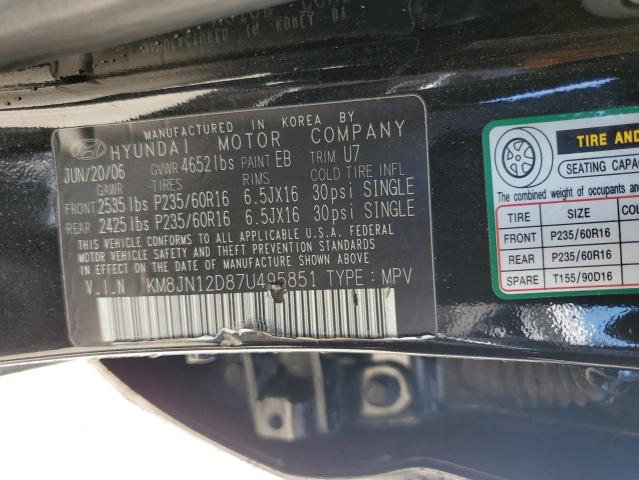 MANUFACTURED IN KOREA BY
HYUNDAI MOTOR COMPANY
JUN/20/06 GVWR 4652lbs PAINT EB TRIM U7
GAWR TIRES RIMS COLD TIRE INFL
FRONT 2535lbs P235/60R16 6.5JX16 30psi SINGLE
REAR 2425lbs P235/60R16 6.5JX16 30psi SINGLE
THIS VEHICLE CONFORMS TO ALL APPLICABLE U.S.A. FEDERAL
MOTOR VEHICLE SAFETY AND THEFT PREVENTION STANDARDS
IN EFFECT ON THE DATE OF MANUFACTURE SHOWN ABOVE.
V.I.N KM8JN12D87U495851 TYPE: MPV
TIRE AND
SEATING CAPAC
The combined weight of occupants and
TIRE SIZE COLD
FRONT P235/60R16
REAR P235/60R16
SPARE T155/90D16